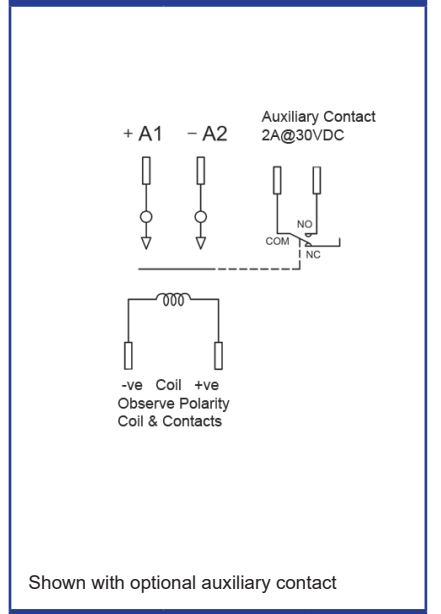 Auxiliary Contact
2A@30VDC
+ A1 − A2
NO
COM
NC
-ve Coil +ve
Observe Polarity
Coil & Contacts
Shown with optional auxiliary contact